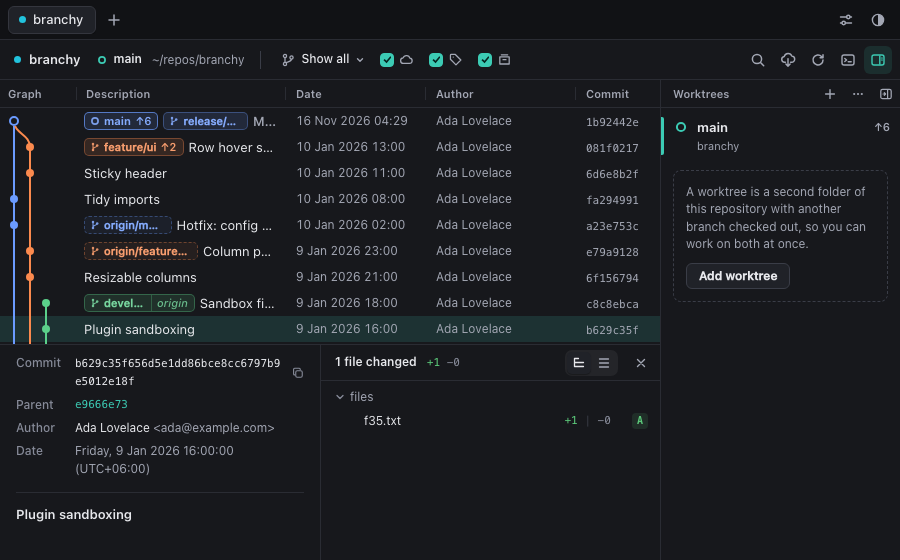 branchy
branchy main ~/repos/branchy Show all
Graph Description Date Author Commit Worktrees
main ↑6 release/... M... 16 Nov 2026 04:29 Ada Lovelace 1b92442e
feature/ui ↑2 Row hover s... 10 Jan 2026 13:00 Ada Lovelace 081f0217
Sticky header 10 Jan 2026 11:00 Ada Lovelace 6d6e8b2f
Tidy imports 10 Jan 2026 08:00 Ada Lovelace fa294991
origin/m... Hotfix: config ... 10 Jan 2026 02:00 Ada Lovelace a23e753c
origin/feature... Column p... 9 Jan 2026 23:00 Ada Lovelace e79a9128
Resizable columns 9 Jan 2026 21:00 Ada Lovelace 6f156794
devel... origin Sandbox fi... 9 Jan 2026 18:00 Ada Lovelace c8c8ebca
Plugin sandboxing 9 Jan 2026 16:00 Ada Lovelace b629c35f
main ↑6
branchy
A worktree is a second folder of
this repository with another
branch checked out, so you can
work on both at once.
Add worktree
Commit b629c35f656d5e1dd86bce8cc6797b9
e5012e18f
Parent e9666e73
Author Ada Lovelace <ada@example.com>
Date Friday, 9 Jan 2026 16:00:00
(UTC+06:00)
Plugin sandboxing
1 file changed +1 −0
files
f35.txt +1 −0 A